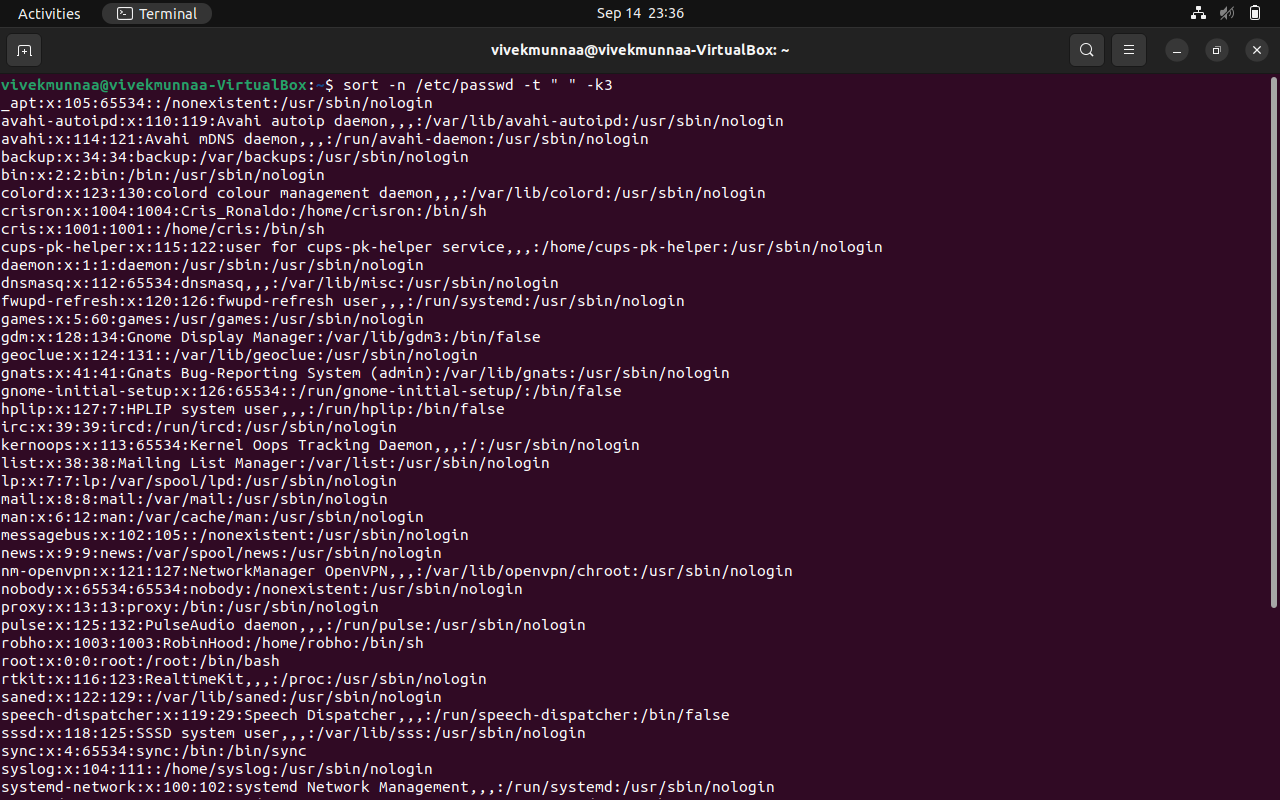 Activities Terminal Sep 14 23:36
vivekmunnaa@vivekmunnaa-VirtualBox: ~
vivekmunnaa@vivekmunnaa-VirtualBox:~$ sort -n /etc/passwd -t " " -k3
_apt:x:105:65534::/nonexistent:/usr/sbin/nologin
avahi-autoipd:x:110:119:Avahi autoip daemon,,,:/var/lib/avahi-autoipd:/usr/sbin/nologin
avahi:x:114:121:Avahi mDNS daemon,,,:/run/avahi-daemon:/usr/sbin/nologin
backup:x:34:34:backup:/var/backups:/usr/sbin/nologin
bin:x:2:2:bin:/bin:/usr/sbin/nologin
colord:x:123:130:colord colour management daemon,,,:/var/lib/colord:/usr/sbin/nologin
crisron:x:1004:1004:Cris_Ronaldo:/home/crisron:/bin/sh
cris:x:1001:1001::/home/cris:/bin/sh
cups-pk-helper:x:115:122:user for cups-pk-helper service,,,:/home/cups-pk-helper:/usr/sbin/nologin
daemon:x:1:1:daemon:/usr/sbin:/usr/sbin/nologin
dnsmasq:x:112:65534:dnsmasq,,,:/var/lib/misc:/usr/sbin/nologin
fwupd-refresh:x:120:126:fwupd-refresh user,,,:/run/systemd:/usr/sbin/nologin
games:x:5:60:games:/usr/games:/usr/sbin/nologin
gdm:x:128:134:Gnome Display Manager:/var/lib/gdm3:/bin/false
geoclue:x:124:131::/var/lib/geoclue:/usr/sbin/nologin
gnats:x:41:41:Gnats Bug-Reporting System (admin):/var/lib/gnats:/usr/sbin/nologin
gnome-initial-setup:x:126:65534::/run/gnome-initial-setup/:/bin/false
hplip:x:127:7:HPLIP system user,,,:/run/hplip:/bin/false
irc:x:39:39:ircd:/run/ircd:/usr/sbin/nologin
kernoops:x:113:65534:Kernel Oops Tracking Daemon,,,:/:/usr/sbin/nologin
list:x:38:38:Mailing List Manager:/var/list:/usr/sbin/nologin
lp:x:7:7:lp:/var/spool/lpd:/usr/sbin/nologin
mail:x:8:8:mail:/var/mail:/usr/sbin/nologin
man:x:6:12:man:/var/cache/man:/usr/sbin/nologin
messagebus:x:102:105::/nonexistent:/usr/sbin/nologin
news:x:9:9:news:/var/spool/news:/usr/sbin/nologin
nm-openvpn:x:121:127:NetworkManager OpenVPN,,,:/var/lib/openvpn/chroot:/usr/sbin/nologin
nobody:x:65534:65534:nobody:/nonexistent:/usr/sbin/nologin
proxy:x:13:13:proxy:/bin:/usr/sbin/nologin
pulse:x:125:132:PulseAudio daemon,,,:/run/pulse:/usr/sbin/nologin
robho:x:1003:1003:RobinHood:/home/robho:/bin/sh
root:x:0:0:root:/root:/bin/bash
rtkit:x:116:123:RealtimeKit,,,:/proc:/usr/sbin/nologin
saned:x:122:129::/var/lib/saned:/usr/sbin/nologin
speech-dispatcher:x:119:29:Speech Dispatcher,,,:/run/speech-dispatcher:/bin/false
sssd:x:118:125:SSSD system user,,,:/var/lib/sss:/usr/sbin/nologin
sync:x:4:65534:sync:/bin:/bin/sync
syslog:x:104:111::/home/syslog:/usr/sbin/nologin
systemd-network:x:100:102:systemd Network Management,,,:/run/systemd:/usr/sbin/nologin